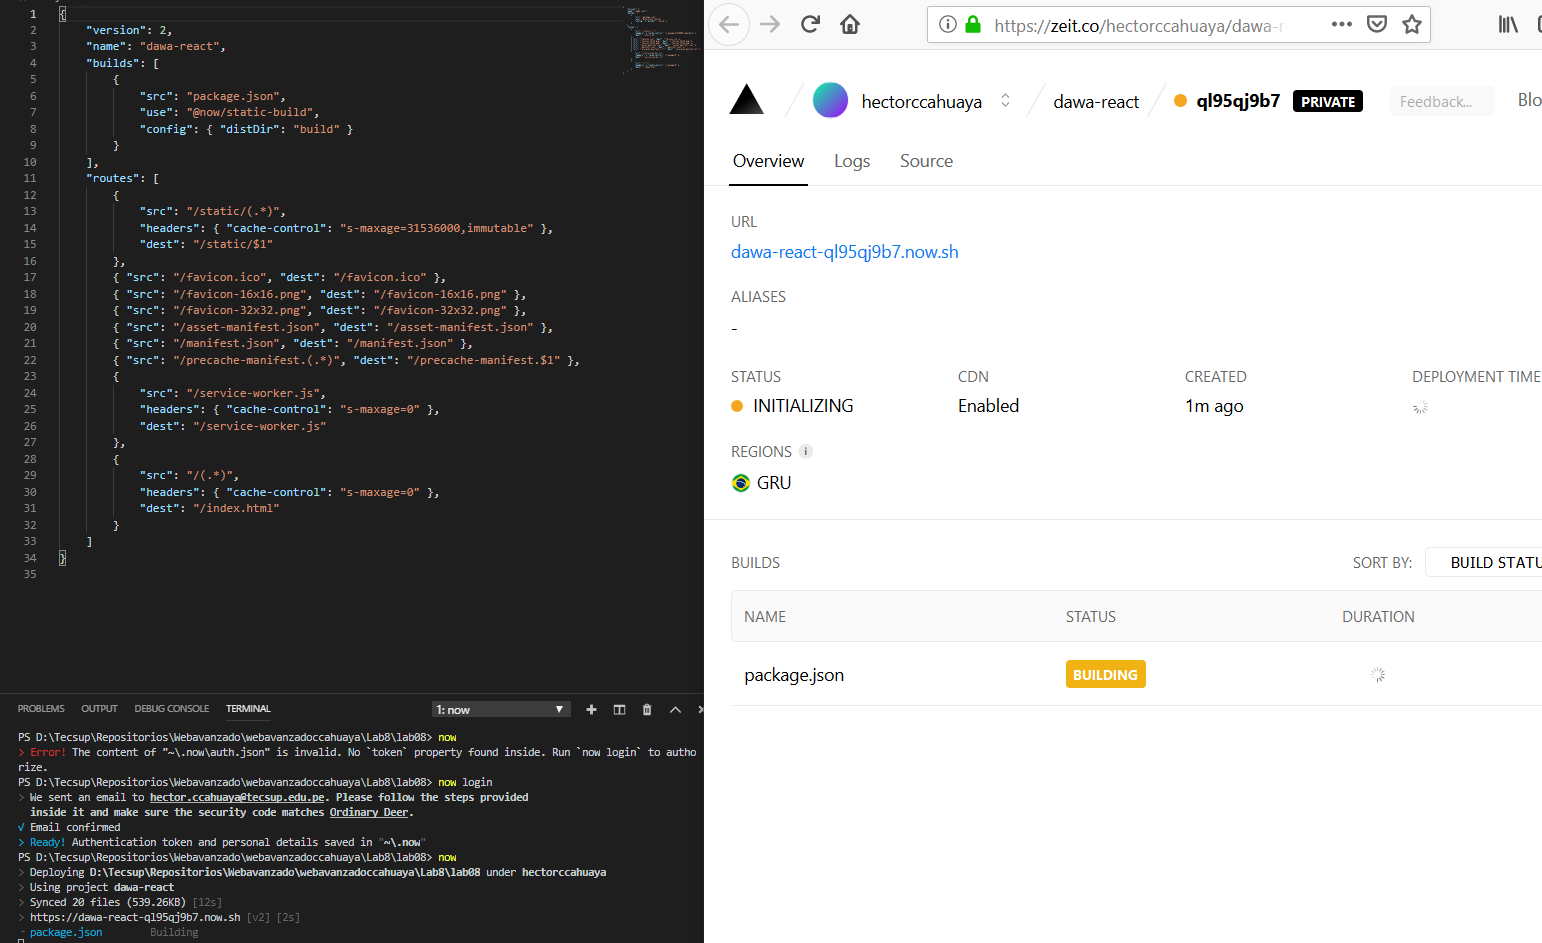 1 {
2 "version": 2,
3 "name": "dawa-react",
4 "builds": [
5 {
6 "src": "package.json",
7 "use": "@now/static-build",
8 "config": { "distDir": "build" }
9 }
10 ],
11 "routes": [
12 {
13 "src": "/static/(.*)",
14 "headers": { "cache-control": "s-maxage=31536000,immutable" },
15 "dest": "/static/$1"
16 },
17 { "src": "/favicon.ico", "dest": "/favicon.ico" },
18 { "src": "/favicon-16x16.png", "dest": "/favicon-16x16.png" },
19 { "src": "/favicon-32x32.png", "dest": "/favicon-32x32.png" },
20 { "src": "/asset-manifest.json", "dest": "/asset-manifest.json" },
21 { "src": "/manifest.json", "dest": "/manifest.json" },
22 { "src": "/precache-manifest.(.*)", "dest": "/precache-manifest.$1" },
23 {
24 "src": "/service-worker.js",
25 "headers": { "cache-control": "s-maxage=0" },
26 "dest": "/service-worker.js"
27 },
28 {
29 "src": "/(.*)",
30 "headers": { "cache-control": "s-maxage=0" },
31 "dest": "/index.html"
32 }
33 ]
34 }
35
PROBLEMS OUTPUT DEBUG CONSOLE TERMINAL 1: now
PS D:\Tecsup\Repositorios\Webavanzado\webavanzadoccahuaya\Lab8\lab08> now
> Error! The content of "~\.now\auth.json" is invalid. No `token` property found inside. Run `now login` to autho
rize.
PS D:\Tecsup\Repositorios\Webavanzado\webavanzadoccahuaya\Lab8\lab08> now login
> We sent an email to hector.ccahuaya@tecsup.edu.pe. Please follow the steps provided
inside it and make sure the security code matches Ordinary Deer.
√ Email confirmed
> Ready! Authentication token and personal details saved in "~\.now"
PS D:\Tecsup\Repositorios\Webavanzado\webavanzadoccahuaya\Lab8\lab08> now
> Deploying D:\Tecsup\Repositorios\Webavanzado\webavanzadoccahuaya\Lab8\lab08 under hectorccahuaya
> Using project dawa-react
> Synced 20 files (539.26KB) [12s]
> https://dawa-react-ql95qj9b7.now.sh [v2] [2s]
- package.json Building
https://zeit.co/hectorccahuaya/dawa-r
hectorccahuaya dawa-react ql95qj9b7 PRIVATE Feedback... Blo
Overview Logs Source
URL
dawa-react-ql95qj9b7.now.sh
ALIASES
-
STATUS CDN CREATED DEPLOYMENT TIME
INITIALIZING Enabled 1m ago
REGIONS i
GRU
BUILDS SORT BY: BUILD STATU
NAME STATUS DURATION
package.json BUILDING